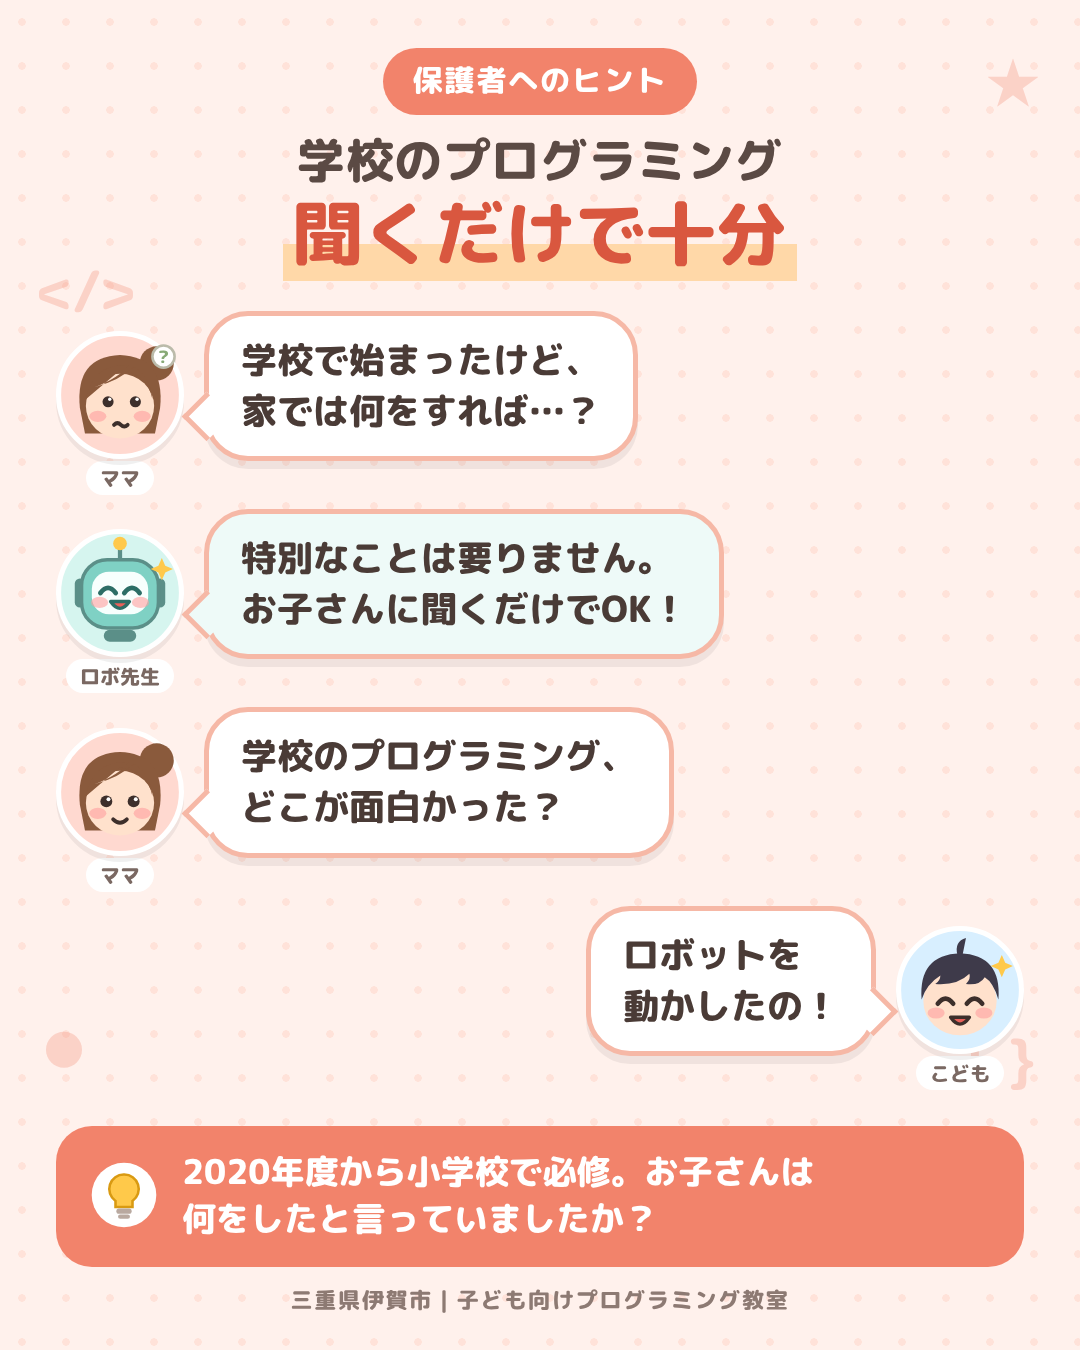 保護者へのヒント
学校のプログラミング
聞くだけで十分
</>
学校で始まったけど、
家では何をすれば…？
?
ママ
特別なことは要りません。
お子さんに聞くだけでOK！
ロボ先生
学校のプログラミング、
どこが面白かった？
ママ
ロボットを
動かしたの！
こども
}
2020年度から小学校で必修。お子さんは
何をしたと言っていましたか？
三重県伊賀市｜子ども向けプログラミング教室